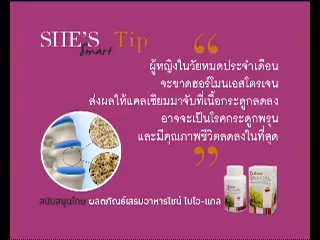 SHE'S Smart Tip
“
ผู้หญิงในวัยหมดประจำเดือน
จะขาดฮอร์โมนเอสโตรเจน
ส่งผลให้แคลเซียมมาจับที่เนื้อกระดูกลดลง
อาจจะเป็นโรคกระดูกพรุน
และมีคุณภาพชีวิตลดลงในที่สุด
”
สนับสนุนโดย ผลิตภัณฑ์เสริมอาหารไซน์ ไบโอ-แคล